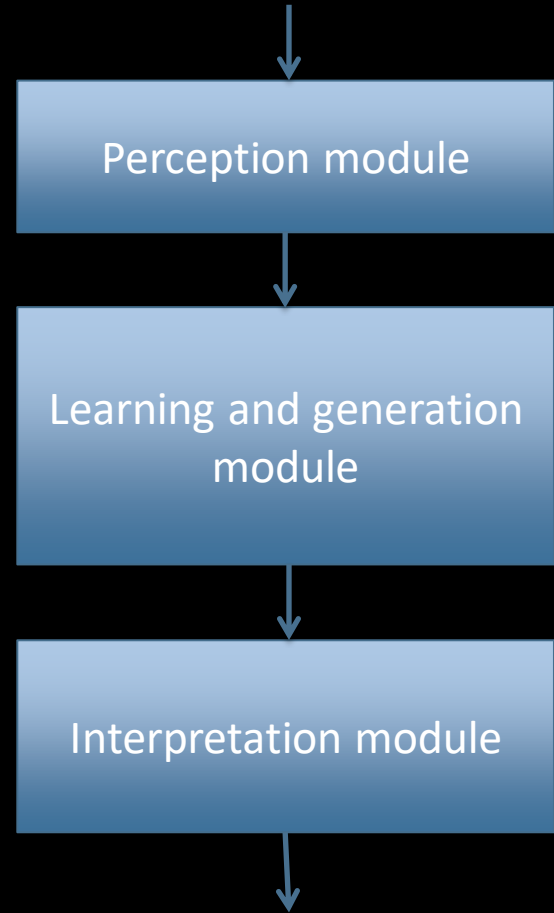 Perception module
Learning and generation
module
Interpretation module